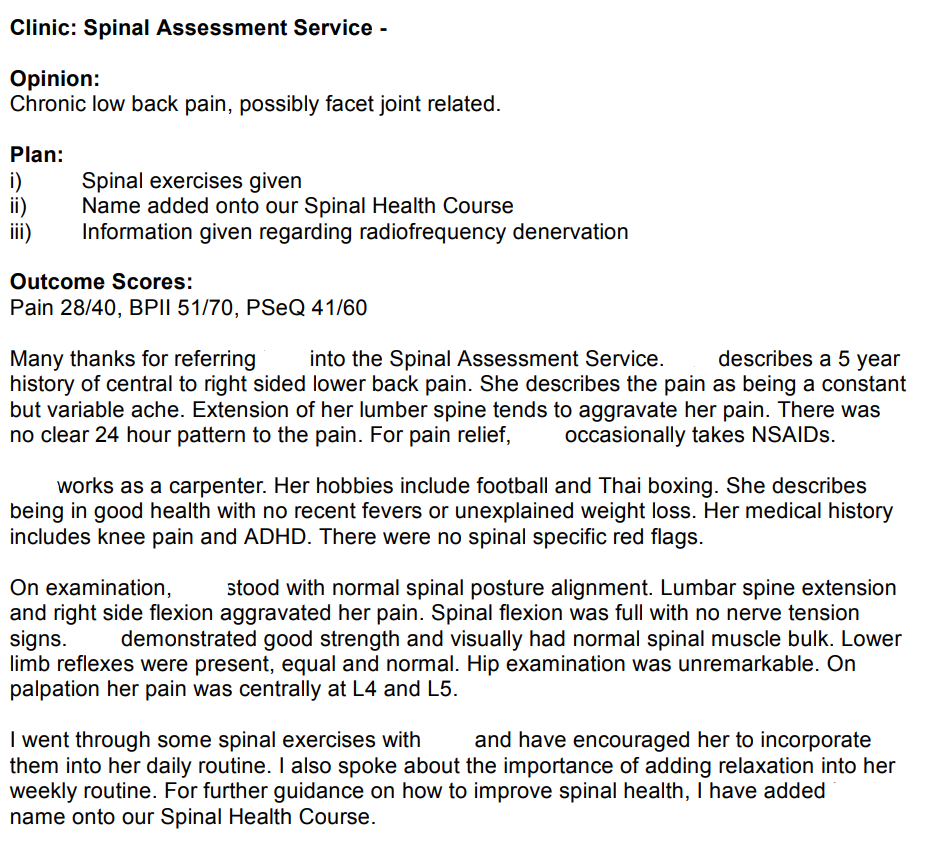 Clinic: Spinal Assessment Service -
Opinion:
Chronic low back pain, possibly facet joint related.
Plan:
i) Spinal exercises given
ii) Name added onto our Spinal Health Course
iii) Information given regarding radiofrequency denervation
Outcome Scores:
Pain 28/40, BPII 51/70, PSeQ 41/60
Many thanks for referring into the Spinal Assessment Service. describes a 5 year
history of central to right sided lower back pain. She describes the pain as being a constant
but variable ache. Extension of her lumber spine tends to aggravate her pain. There was
no clear 24 hour pattern to the pain. For pain relief, occasionally takes NSAIDs.
works as a carpenter. Her hobbies include football and Thai boxing. She describes
being in good health with no recent fevers or unexplained weight loss. Her medical history
includes knee pain and ADHD. There were no spinal specific red flags.
On examination, stood with normal spinal posture alignment. Lumbar spine extension
and right side flexion aggravated her pain. Spinal flexion was full with no nerve tension
signs. demonstrated good strength and visually had normal spinal muscle bulk. Lower
limb reflexes were present, equal and normal. Hip examination was unremarkable. On
palpation her pain was centrally at L4 and L5.
I went through some spinal exercises with and have encouraged her to incorporate
them into her daily routine. I also spoke about the importance of adding relaxation into her
weekly routine. For further guidance on how to improve spinal health, I have added
name onto our Spinal Health Course.